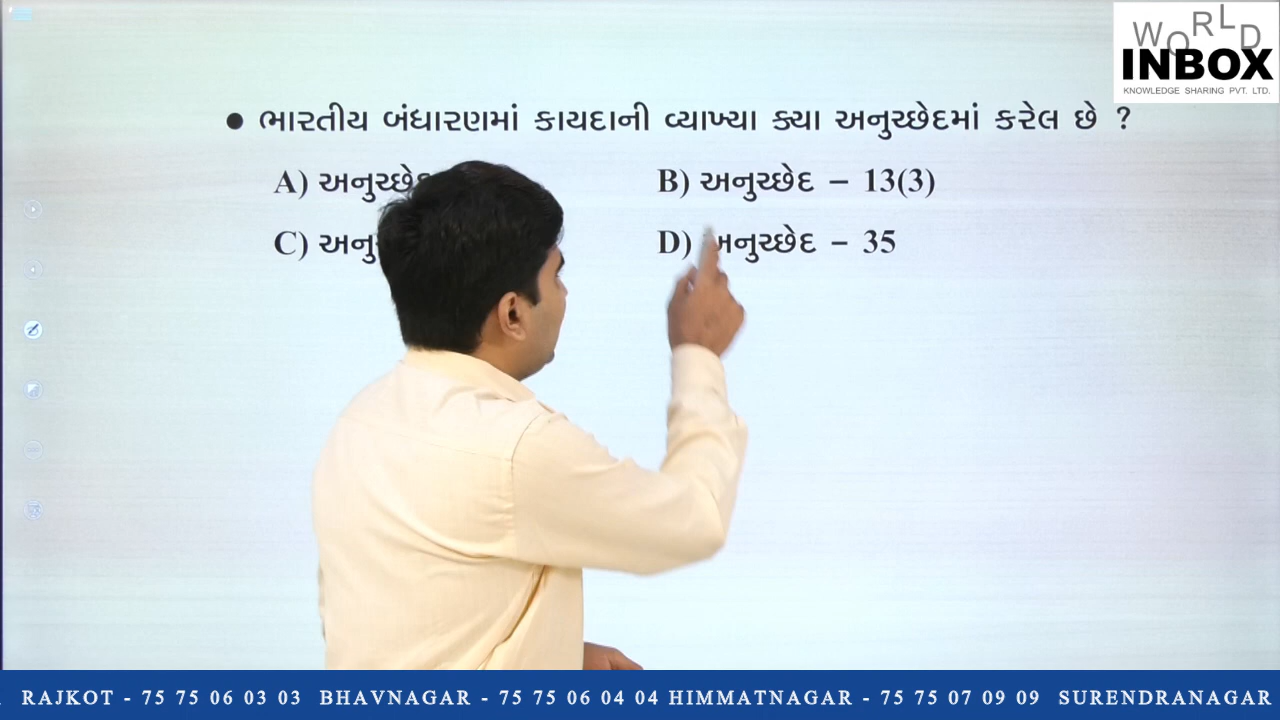 WORLD
INBOX
KNOWLEDGE SHARING PVT. LTD.
• ભારતીય બંધારણમાં કાયદાની વ્યાખ્યા ક્યા અનુચ્છેદમાં કરેલ છે ?
A) B) અનુચ્છેદ – 13(3)
C) D) અનુચ્છેદ – 35
RAJKOT - 75 75 06 03 03 BHAVNAGAR - 75 75 06 04 04 HIMMATNAGAR - 75 75 07 09 09 SURENDRANAGAR